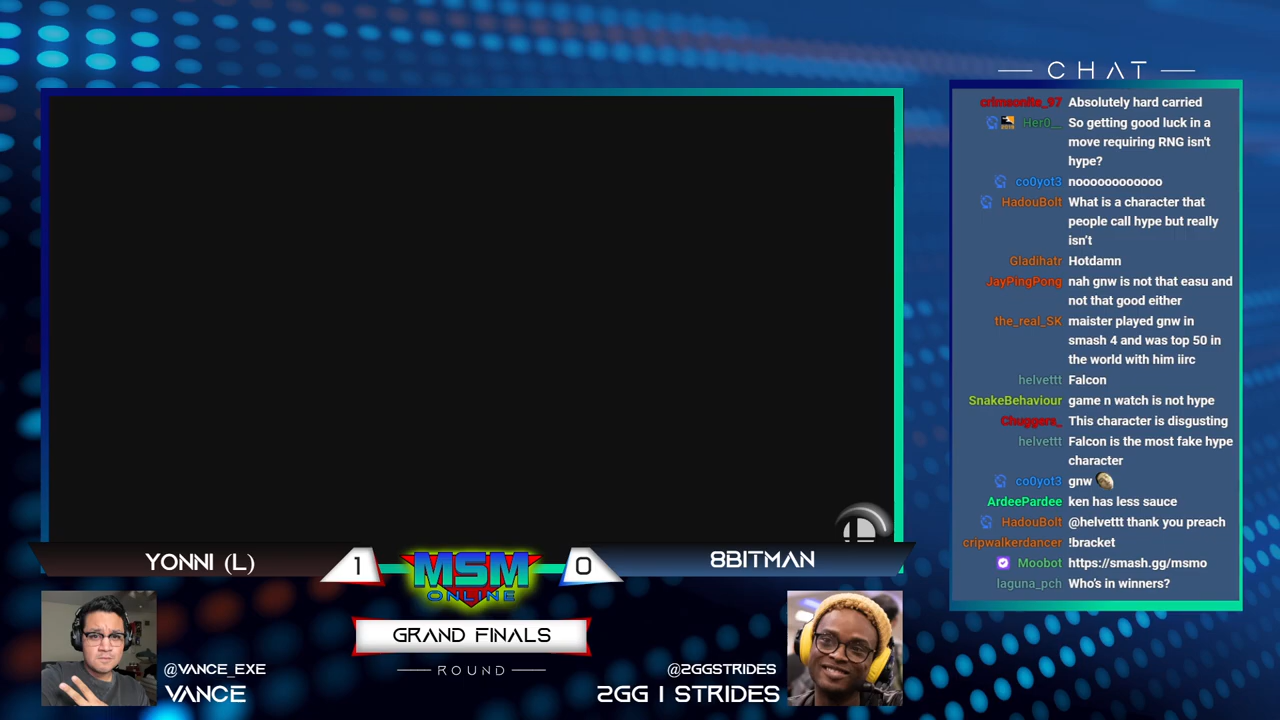 CHAT
crimsonite_97 Absolutely hard carried
Her0__ So getting good luck in a
move requiring RNG isn't
hype?
co0yot3 noooooooooooo
HadouBolt What is a character that
people call hype but really
isn't
Gladihatr Hotdamn
JayPingPong nah gnw is not that easu and
not that good either
the_real_SK maister played gnw in
smash 4 and was top 50 in
the world with him iirc
helvettt Falcon
SnakeBehaviour game n watch is not hype
Chuggers_ This character is disgusting
helvettt Falcon is the most fake hype
character
co0yot3 gnw
ArdeePardee ken has less sauce
HadouBolt @helvettt thank you preach
cripwalkerdancer !bracket
Moobot https://smash.gg/msmo
laguna_pch Who's in winners?
YONNI (L) 1
MSM
ONLINE
0 8BITMAN
GRAND FINALS
ROUND
@VANCE_EXE
VANCE
@2GGSTRIDES
2GG | STRIDES